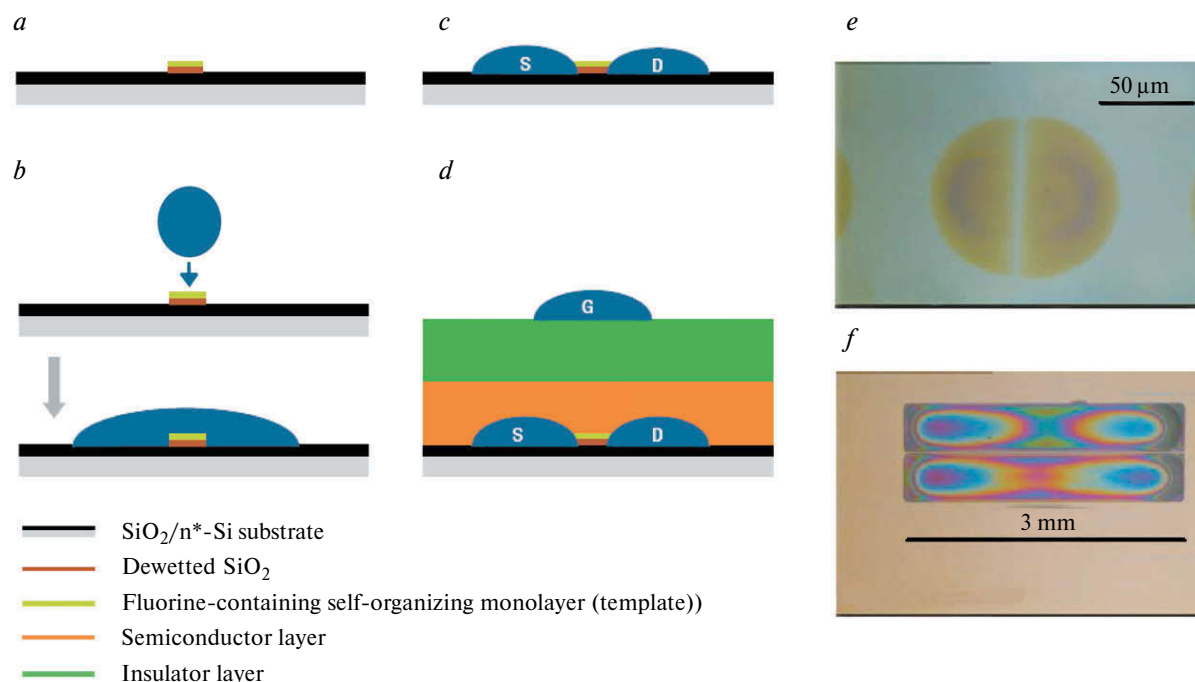 a
c
e
S
D
50 µm
b
d
G
f
S
D
3 mm
SiO2/n*-Si substrate
Dewetted SiO2
Fluorine-containing self-organizing monolayer (template))
Semiconductor layer
Insulator layer